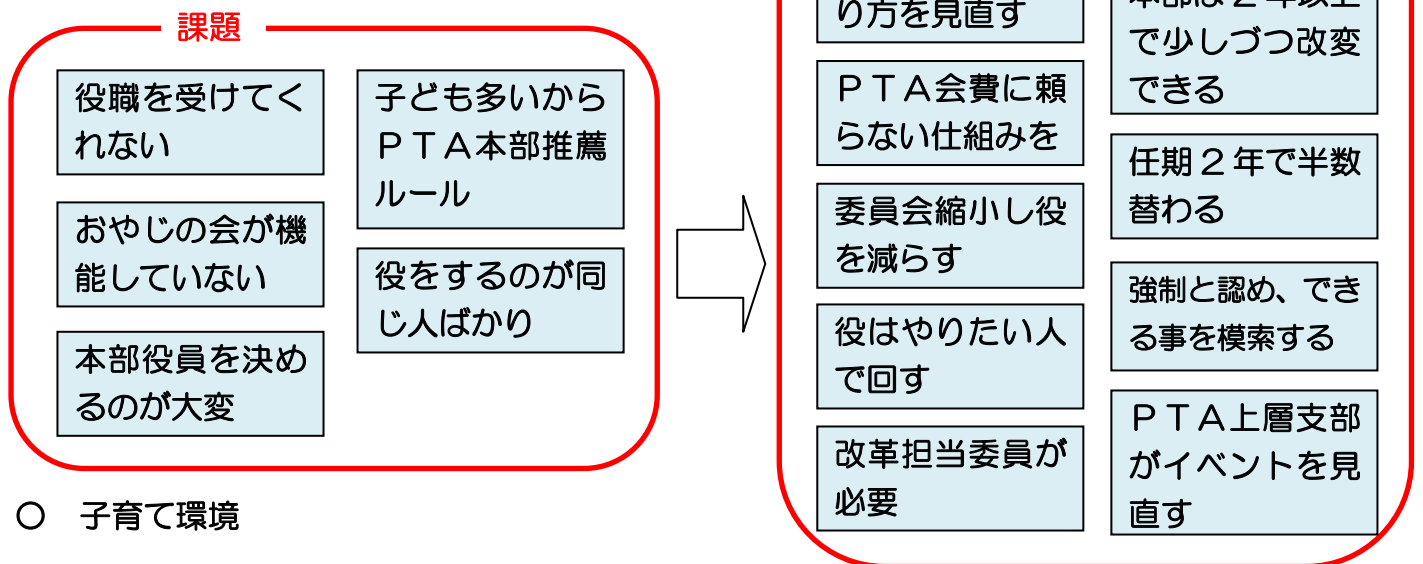 課題
役職を受けてく
れない
おやじの会が機
能していない
本部役員を決め
るのが大変
子ども多いから
ＰＴＡ本部推薦
ルール
役をするのが同
じ人ばかり
り方を見直す
ＰＴＡ会費に頼
らない仕組みを
委員会縮小し役
を減らす
役はやりたい人
で回す
改革担当委員が
必要
で少しづつ改変
できる
任期２年で半数
替わる
強制と認め、でき
る事を模索する
ＰＴＡ上層支部
がイベントを見
直す
○　子育て環境